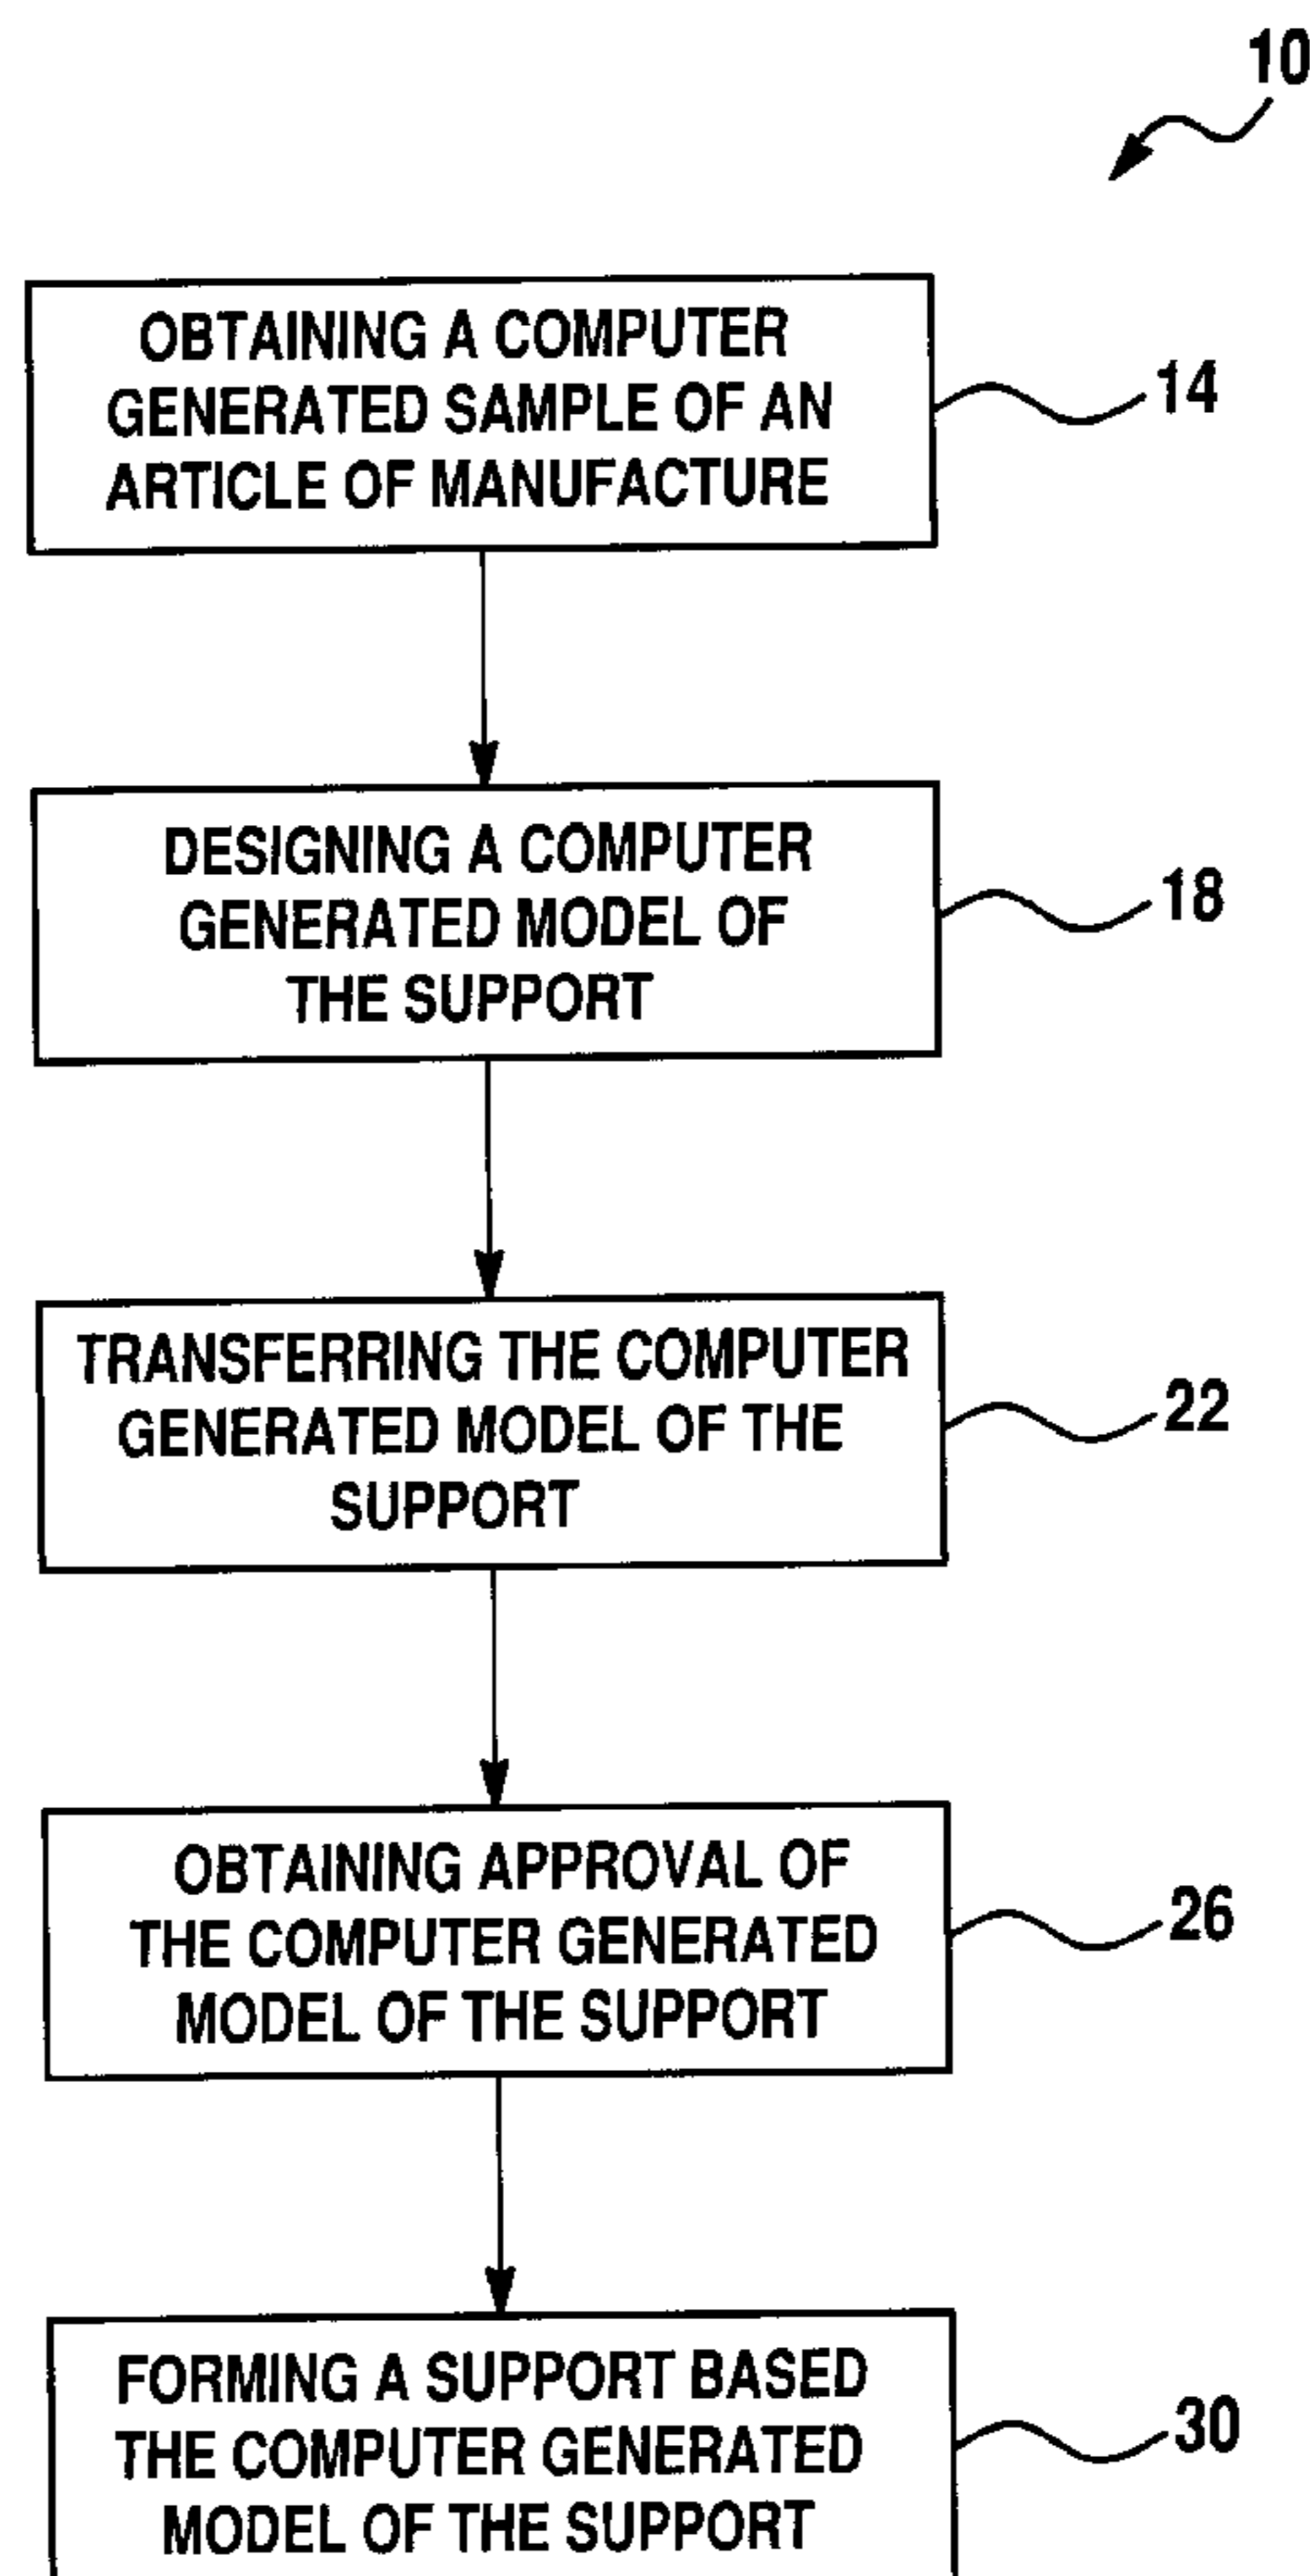 10
OBTAINING A COMPUTER
GENERATED SAMPLE OF AN
ARTICLE OF MANUFACTURE
14
DESIGNING A COMPUTER
GENERATED MODEL OF
THE SUPPORT
18
TRANSFERRING THE COMPUTER
GENERATED MODEL OF THE
SUPPORT
22
OBTAINING APPROVAL OF
THE COMPUTER GENERATED
MODEL OF THE SUPPORT
26
FORMING A SUPPORT BASED
THE COMPUTER GENERATED
MODEL OF THE SUPPORT
30